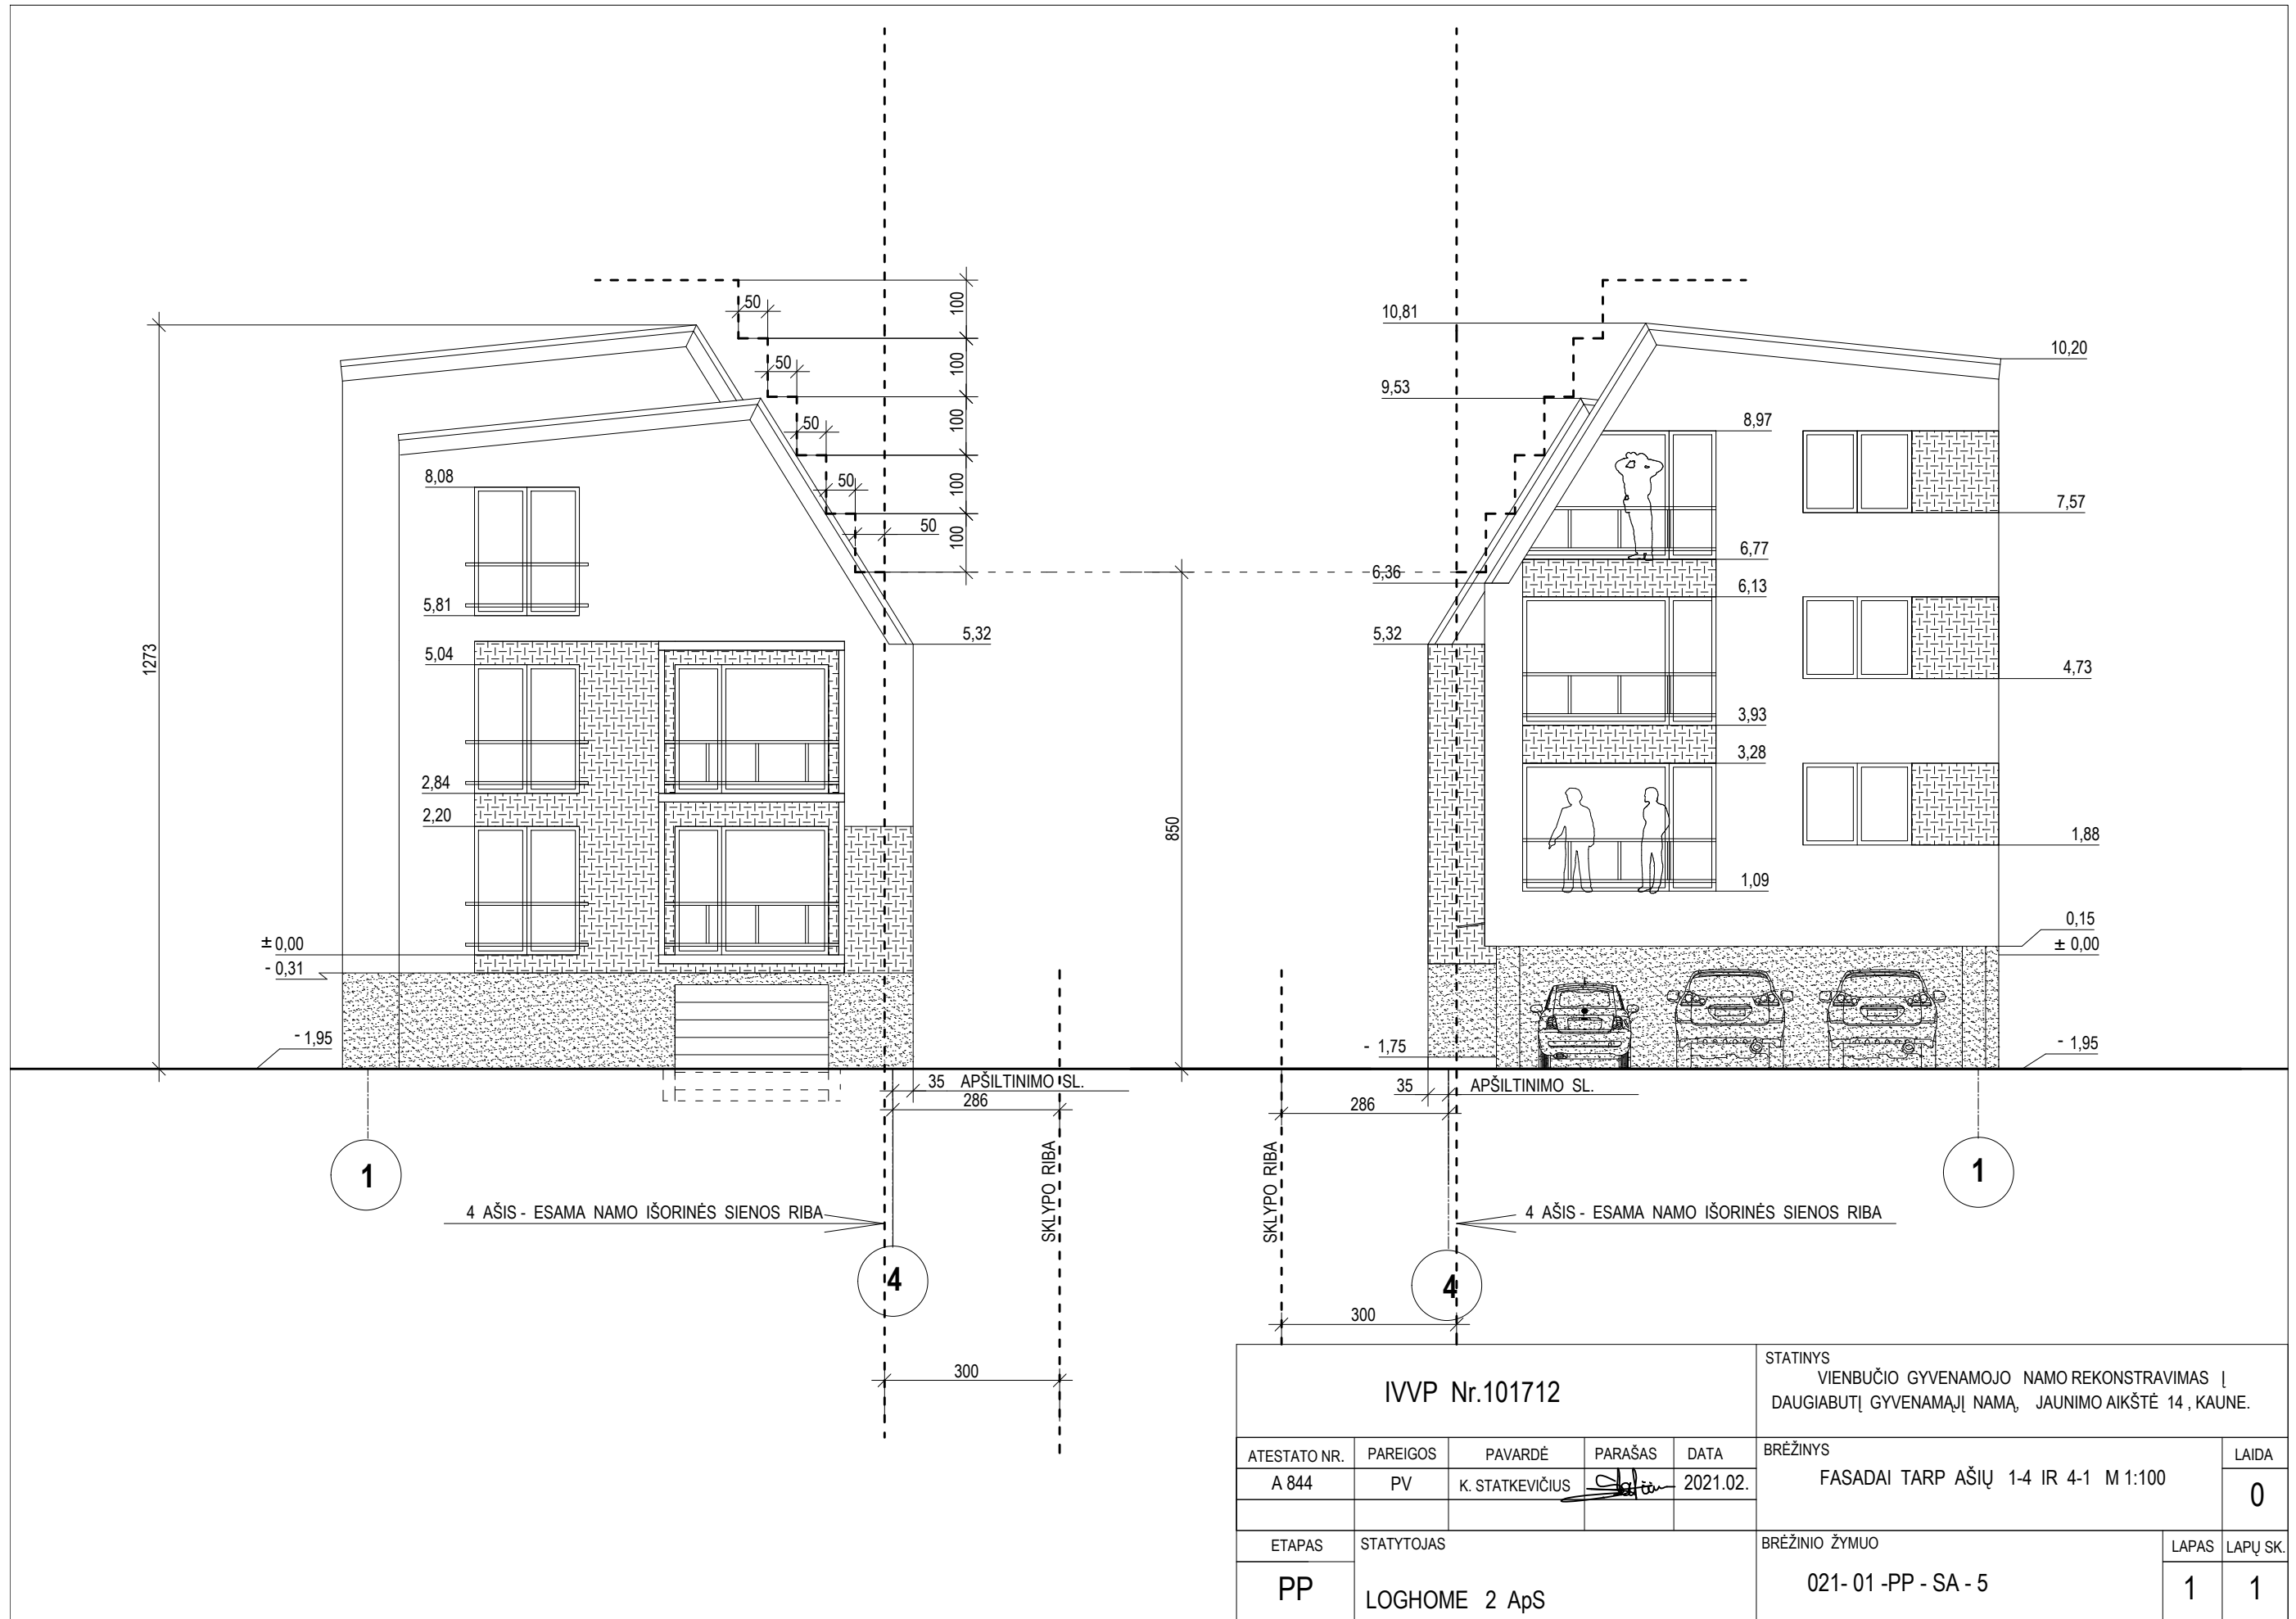 50
100
50
100
50
100
50
100
50
100
1273
8,08
5,81
5,04
2,84
2,20
± 0,00
- 0,31
- 1,95
5,32
850
35 APŠILTINIMO SL.
286
SKLYPO RIBA
1
4 AŠIS - ESAMA NAMO IŠORINĖS SIENOS RIBA
4
300
10,81
9,53
6,36
5,32
- 1,75
10,20
8,97
7,57
6,77
6,13
4,73
3,93
3,28
1,88
1,09
0,15
± 0,00
- 1,95
35 APŠILTINIMO SL.
286
SKLYPO RIBA
1
4 AŠIS - ESAMA NAMO IŠORINĖS SIENOS RIBA
4
300
IVVP Nr.101712
STATINYS
VIENBUČIO GYVENAMOJO NAMO REKONSTRAVIMAS Į
DAUGIABUTĮ GYVENAMĄJĮ NAMĄ, JAUNIMO AIKŠTĖ 14 , KAUNE.
ATESTATO NR. PAREIGOS PAVARDĖ PARAŠAS DATA
A 844 PV K. STATKEVIČIUS 2021.02.
BRĖŽINYS
FASADAI TARP AŠIŲ 1-4 IR 4-1 M 1:100
LAIDA
0
ETAPAS
PP
STATYTOJAS
LOGHOME 2 ApS
BRĖŽINIO ŽYMUO
021- 01 -PP - SA - 5
LAPAS LAPŲ SK.
1 1